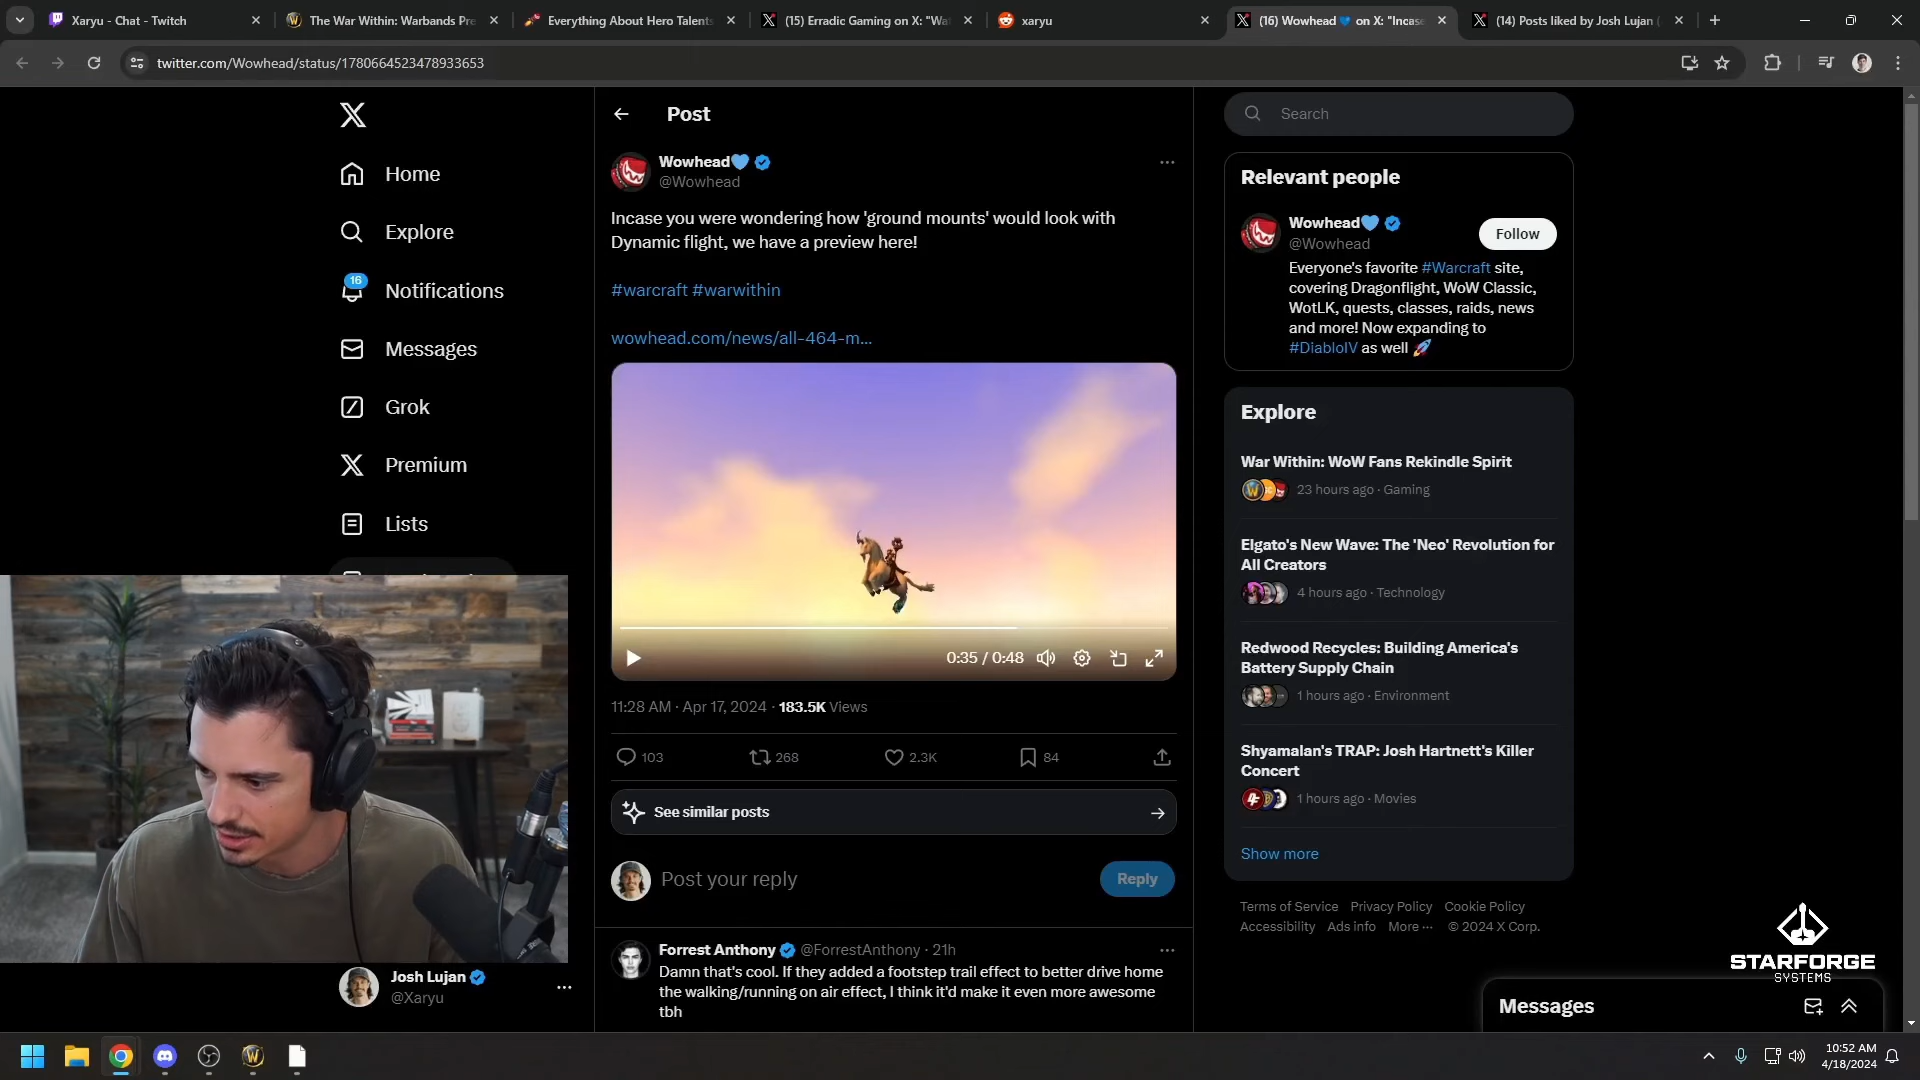 Xaryu - Chat - Twitch
The War Within: Warbands Pre
Everything About Hero Talents
(15) Erradic Gaming on X: "Wa
xaryu
(16) Wowhead💙 on X: "Incase
(14) Posts liked by Josh Lujan (
twitter.com/Wowhead/status/1780664523478933653
Home
Explore
16
Notifications
Messages
Grok
Premium
Lists
Josh Lujan
@Xaryu
Post
Wowhead💙
@Wowhead
Incase you were wondering how 'ground mounts' would look with
Dynamic flight, we have a preview here!
#warcraft #warwithin
wowhead.com/news/all-464-m…
0:35 / 0:48
11:28 AM · Apr 17, 2024 · 183.5K Views
103 268 2.3K 84
See similar posts
Post your reply
Reply
Forrest Anthony @ForrestAnthony · 21h
Damn that's cool. If they added a footstep trail effect to better drive home
the walking/running on air effect, I think it'd make it even more awesome
tbh
Search
Relevant people
Wowhead💙
@Wowhead
Follow
Everyone's favorite #Warcraft site,
covering Dragonflight, WoW Classic,
WotLK, quests, classes, raids, news
and more! Now expanding to
#DiabloIV as well 🚀
Explore
War Within: WoW Fans Rekindle Spirit
23 hours ago · Gaming
Elgato's New Wave: The 'Neo' Revolution for
All Creators
4 hours ago · Technology
Redwood Recycles: Building America's
Battery Supply Chain
1 hours ago · Environment
Shyamalan's TRAP: Josh Hartnett's Killer
Concert
1 hours ago · Movies
Show more
Terms of Service Privacy Policy Cookie Policy
Accessibility Ads info More ··· © 2024 X Corp.
STARFORGE
SYSTEMS
Messages
10:52 AM
4/18/2024